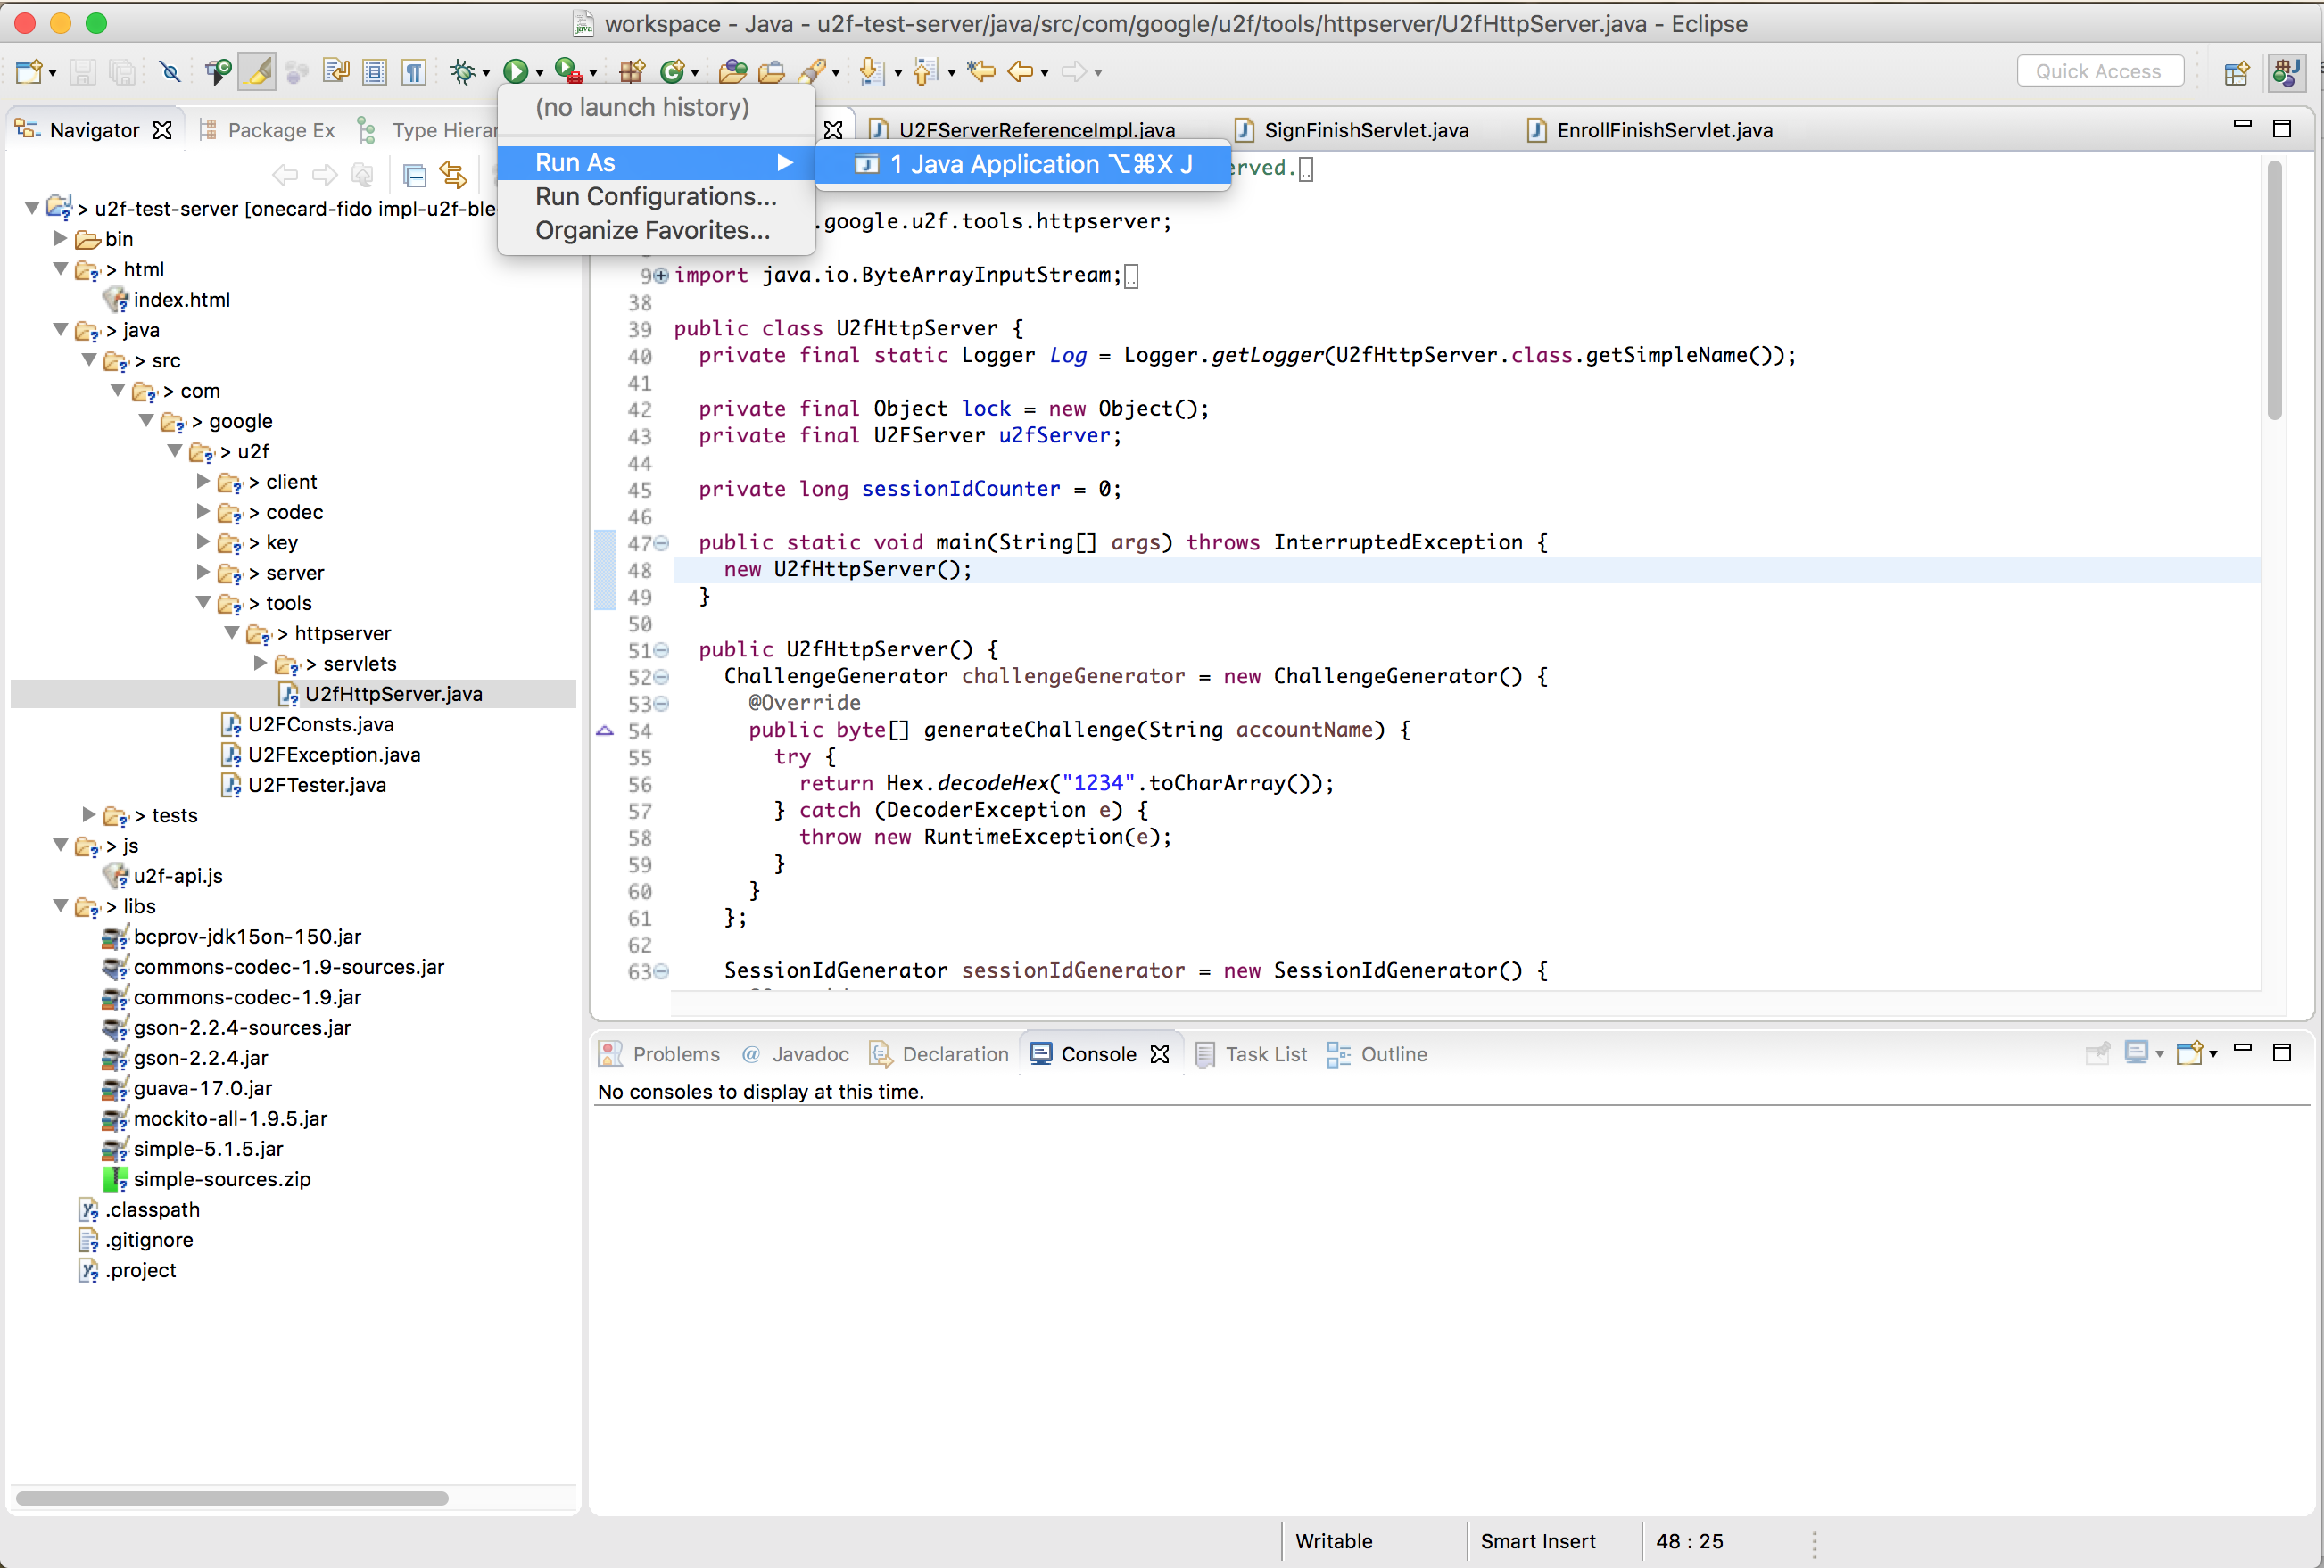 workspace - Java - u2f-test-server/java/src/com/google/u2f/tools/httpserver/U2fHttpServer.java - Eclipse
Quick Access
(no launch history)
Run As
Run Configurations...
Organize Favorites...
1 Java Application ⌥⌘X J
Navigator
Package Ex
Type Hierar
> u2f-test-server [onecard-fido impl-u2f-ble
bin
> html
index.html
> java
> src
> com
> google
> u2f
> client
> codec
> key
> server
> tools
> httpserver
> servlets
U2fHttpServer.java
U2FConsts.java
U2FException.java
U2FTester.java
> tests
> js
u2f-api.js
> libs
bcprov-jdk15on-150.jar
commons-codec-1.9-sources.jar
commons-codec-1.9.jar
gson-2.2.4-sources.jar
gson-2.2.4.jar
guava-17.0.jar
mockito-all-1.9.5.jar
simple-5.1.5.jar
simple-sources.zip
.classpath
.gitignore
.project
U2FServerReferenceImpl.java
SignFinishServlet.java
EnrollFinishServlet.java
erved.
.google.u2f.tools.httpserver;
9 import java.io.ByteArrayInputStream;
38
39 public class U2fHttpServer {
40 private final static Logger Log = Logger.getLogger(U2fHttpServer.class.getSimpleName());
41
42 private final Object lock = new Object();
43 private final U2FServer u2fServer;
44
45 private long sessionIdCounter = 0;
46
47 public static void main(String[] args) throws InterruptedException {
48 new U2fHttpServer();
49 }
50
51 public U2fHttpServer() {
52 ChallengeGenerator challengeGenerator = new ChallengeGenerator() {
53 @Override
54 public byte[] generateChallenge(String accountName) {
55 try {
56 return Hex.decodeHex("1234".toCharArray());
57 } catch (DecoderException e) {
58 throw new RuntimeException(e);
59 }
60 }
61 };
62
63 SessionIdGenerator sessionIdGenerator = new SessionIdGenerator() {
Problems
@ Javadoc
Declaration
Console
Task List
Outline
No consoles to display at this time.
Writable
Smart Insert
48 : 25